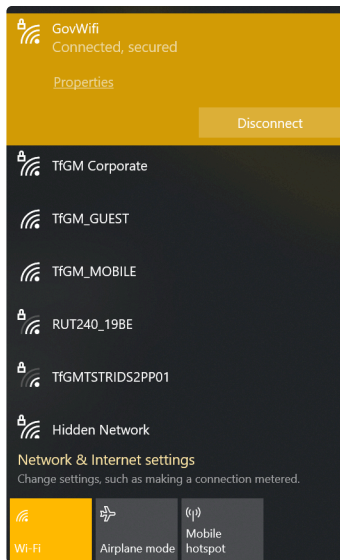 GovWifi
Connected, secured
Properties
Disconnect
TfGM Corporate
TfGM_GUEST
TfGM_MOBILE
RUT240_19BE
TfGMTSTRIDS2PP01
Hidden Network
Network & Internet settings
Change settings, such as making a connection metered.
Wi-Fi
Airplane mode
Mobile
hotspot